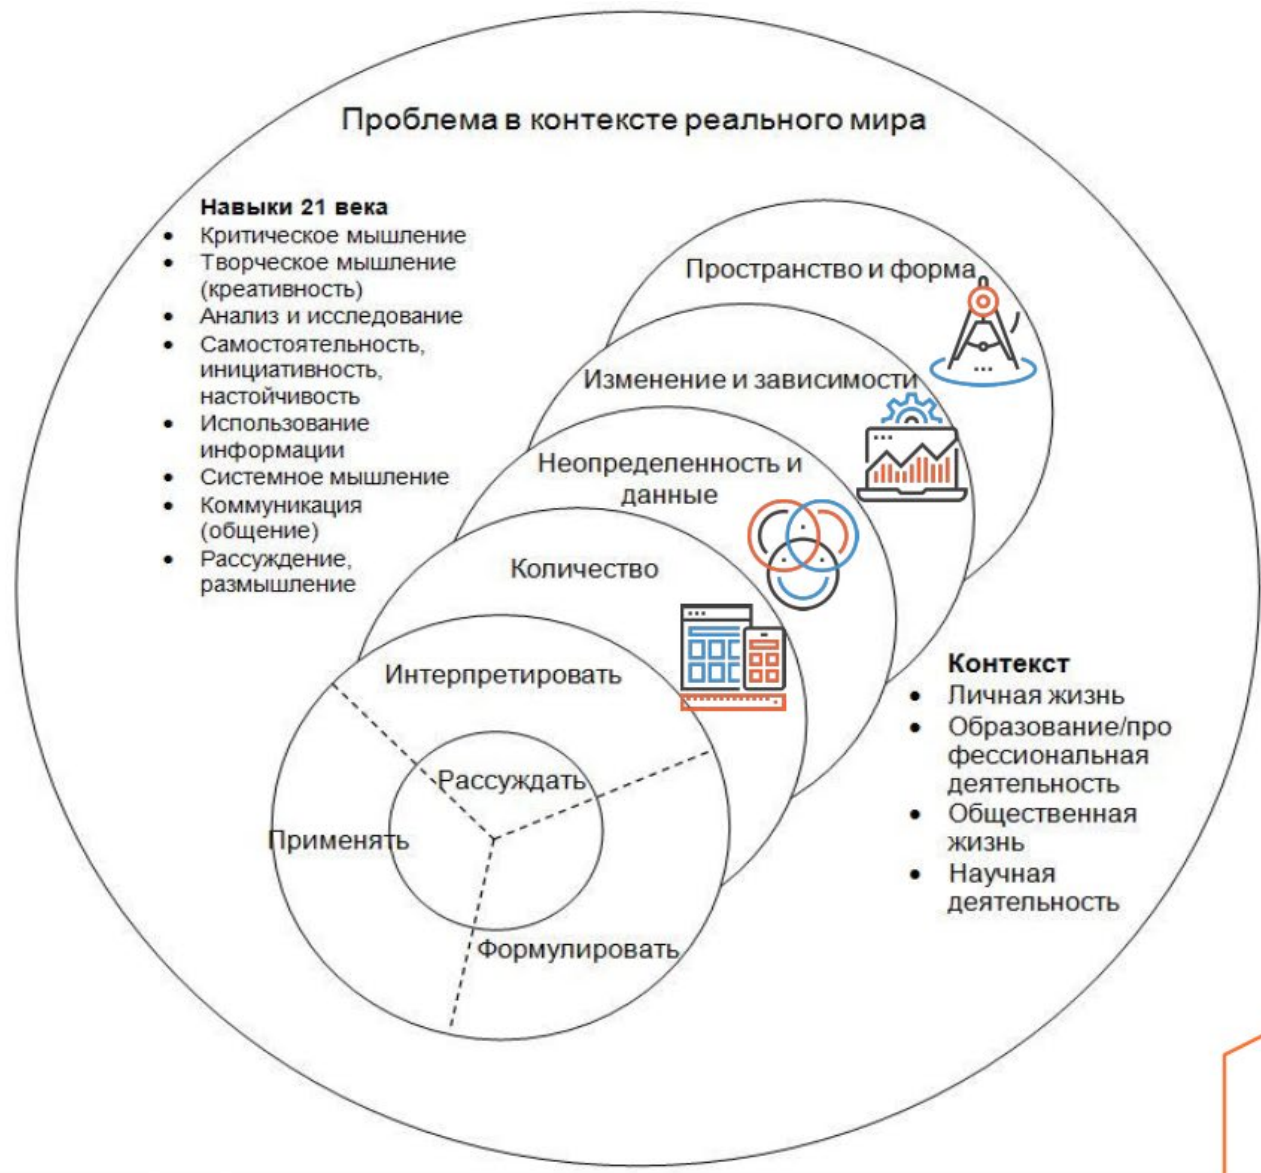 Проблема в контексте реального мира
Навыки 21 века
• Критическое мышление
• Творческое мышление
(креативность)
• Анализ и исследование
• Самостоятельность,
инициативность,
настойчивость
• Использование
информации
• Системное мышление
• Коммуникация
(общение)
• Рассуждение,
размышление
Пространство и форма
Изменение и зависимости
Неопределенность и
данные
Количество
Интерпретировать
Рассуждать
Применять
Формулировать
Контекст
• Личная жизнь
• Образование/про
фессиональная
деятельность
• Общественная
жизнь
• Научная
деятельность